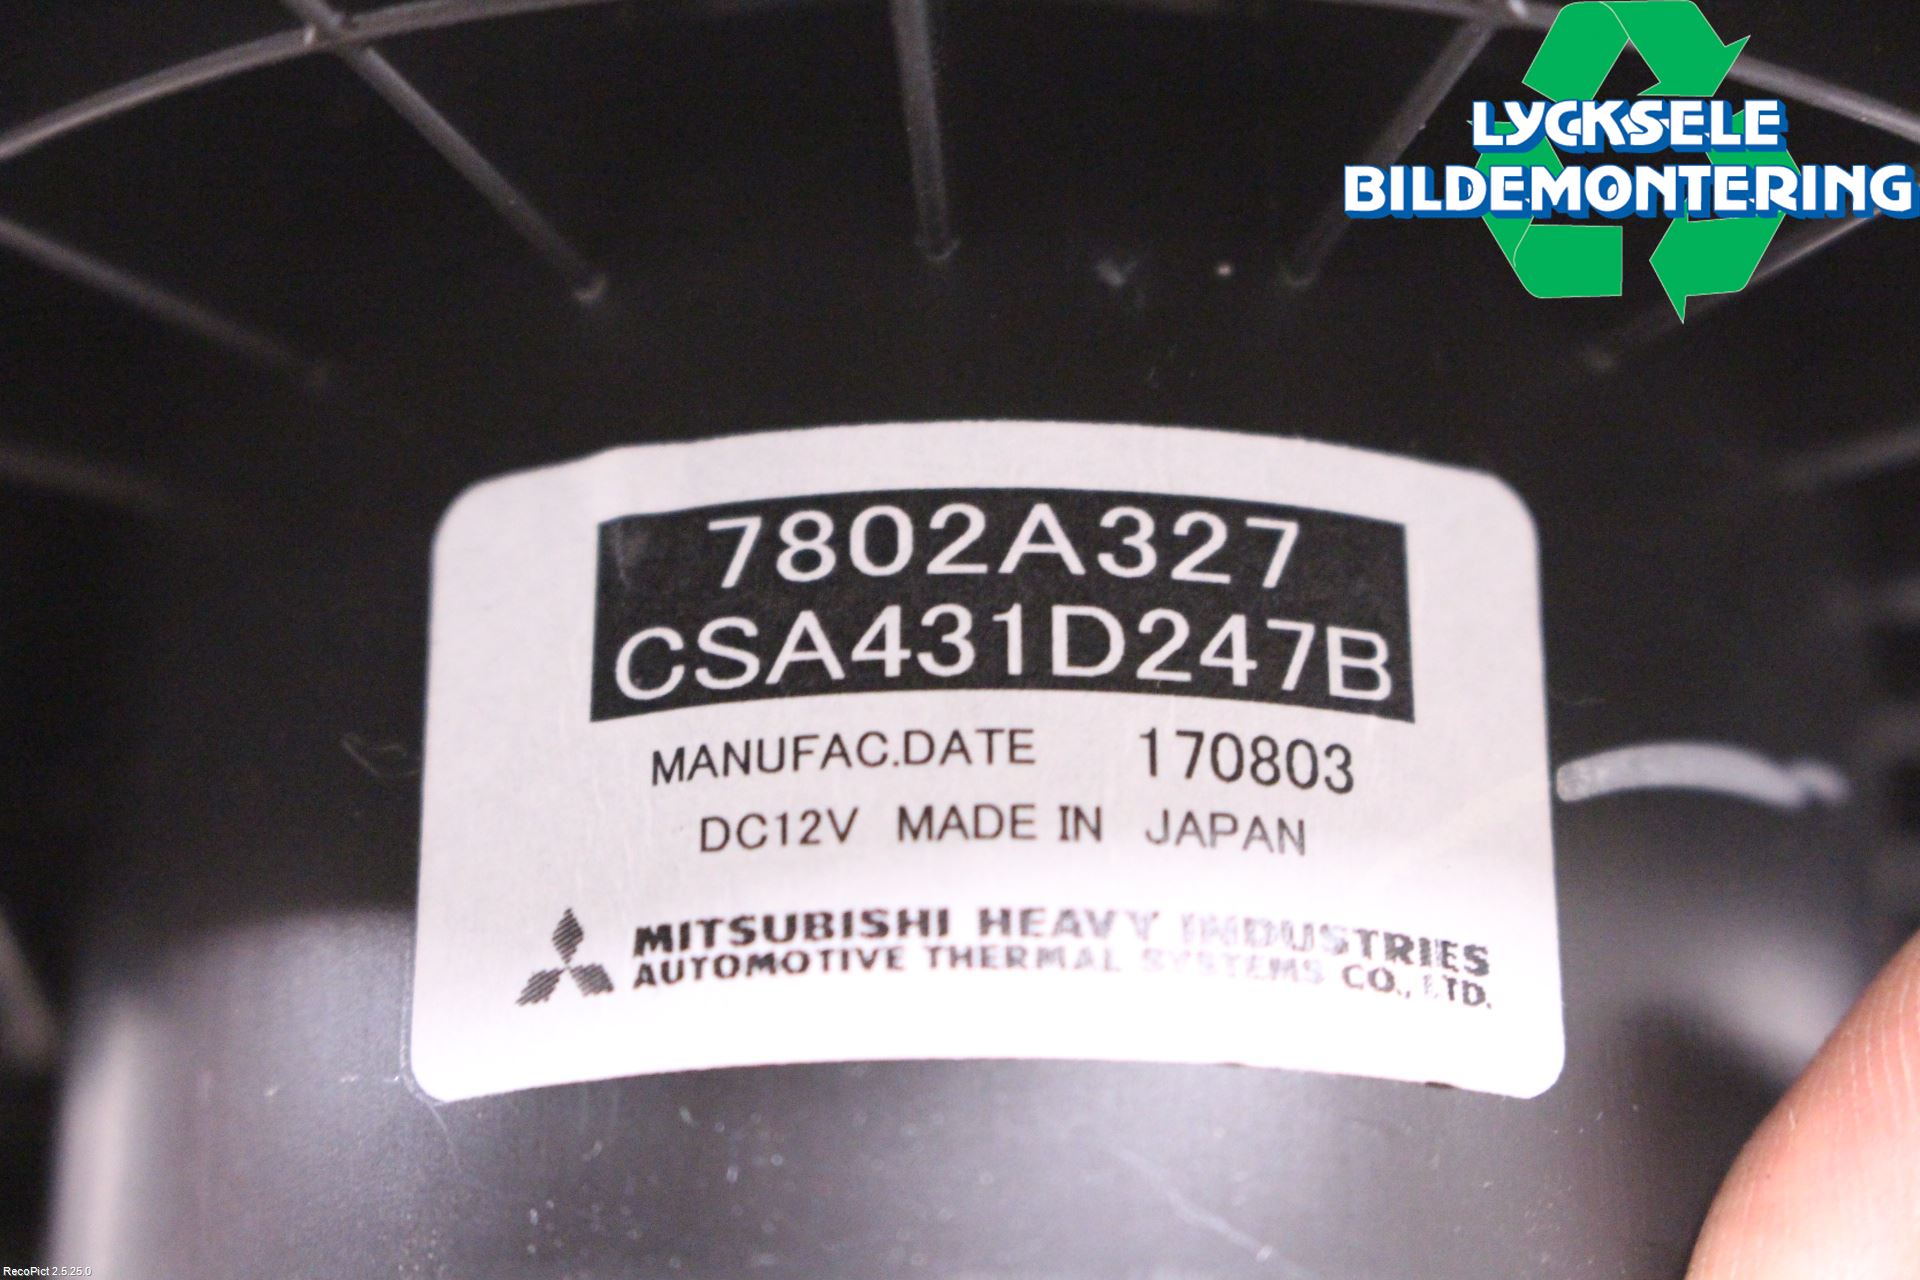 LYCKSELE
BILDEMONTERING
7802A327
CSA431D247B
MANUFAC.DATE 170803
DC12V MADE IN JAPAN
MITSUBISHI HEAVY INDUSTRIES
AUTOMOTIVE THERMAL SYSTEMS CO., LTD.
RecoPict 2.5.25.0